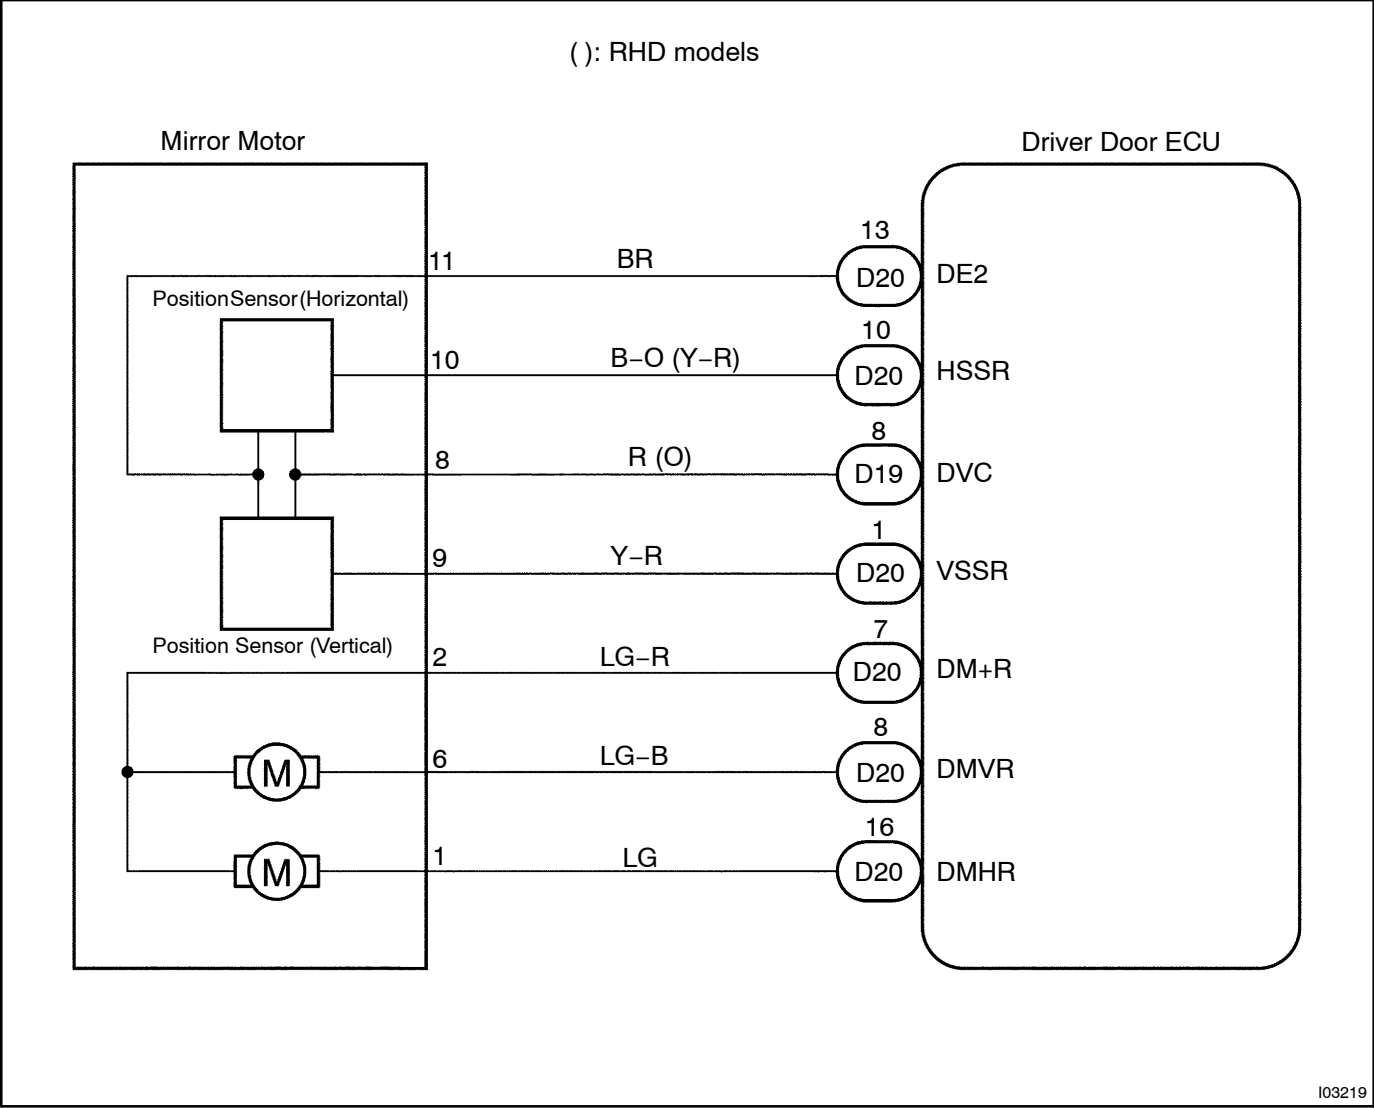 ( ): RHD models
Mirror Motor
Driver Door ECU
13
11 BR D20 DE2
Position Sensor (Horizontal)
10
10 B–O (Y–R) D20 HSSR
8
8 R (O) D19 DVC
1
9 Y–R D20 VSSR
Position Sensor (Vertical)
7
2 LG–R D20 DM+R
8
M 6 LG–B D20 DMVR
16
M 1 LG D20 DMHR
I03219